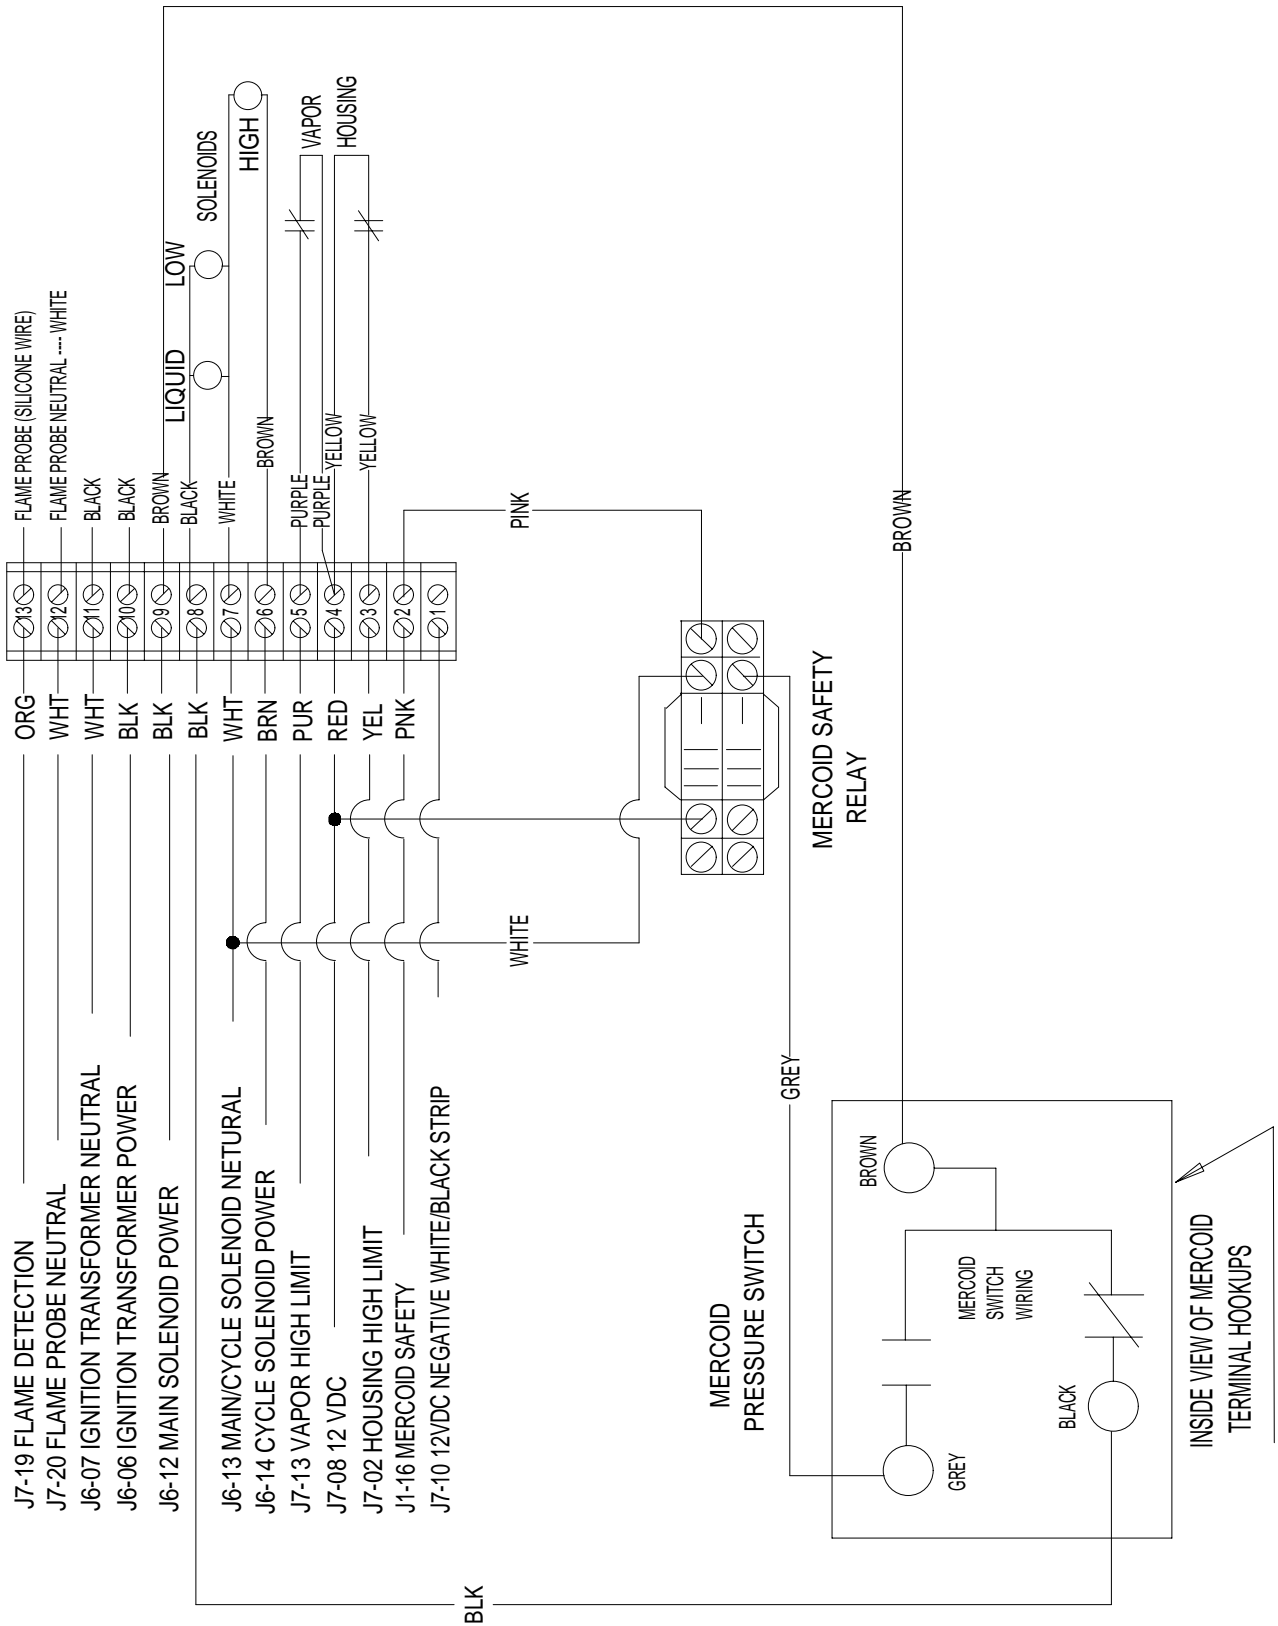 J7-19 FLAME DETECTION
J7-20 FLAME PROBE NEUTRAL
J6-07 IGNITION TRANSFORMER NEUTRAL
J6-06 IGNITION TRANSFORMER POWER
J6-12 MAIN SOLENOID POWER
J6-13 MAIN/CYCLE SOLENOID NETURAL
J6-14 CYCLE SOLENOID POWER
J7-13 VAPOR HIGH LIMIT
J7-08 12 VDC
J7-02 HOUSING HIGH LIMIT
J1-16 MERCOID SAFETY
J7-10 12VDC NEGATIVE WHITE/BLACK STRIP
ORG
WHT
WHT
BLK
BLK
BLK
WHT
BRN
PUR
RED
YEL
PNK
13
12
11
10
9
8
7
6
5
4
3
2
1
FLAME PROBE (SILICONE WIRE)
FLAME PROBE NEUTRAL ---- WHITE
BLACK
BLACK
BROWN
BLACK
WHITE
BROWN
PURPLE
PURPLE
YELLOW
YELLOW
LIQUID
LOW
SOLENOIDS
HIGH
VAPOR
HOUSING
BLK
WHITE
PINK
MERCOID SAFETY
RELAY
GREY
BROWN
MERCOID
PRESSURE SWITCH
GREY
BROWN
MERCOID
SWITCH
WIRING
BLACK
INSIDE VIEW OF MERCOID
TERMINAL HOOKUPS